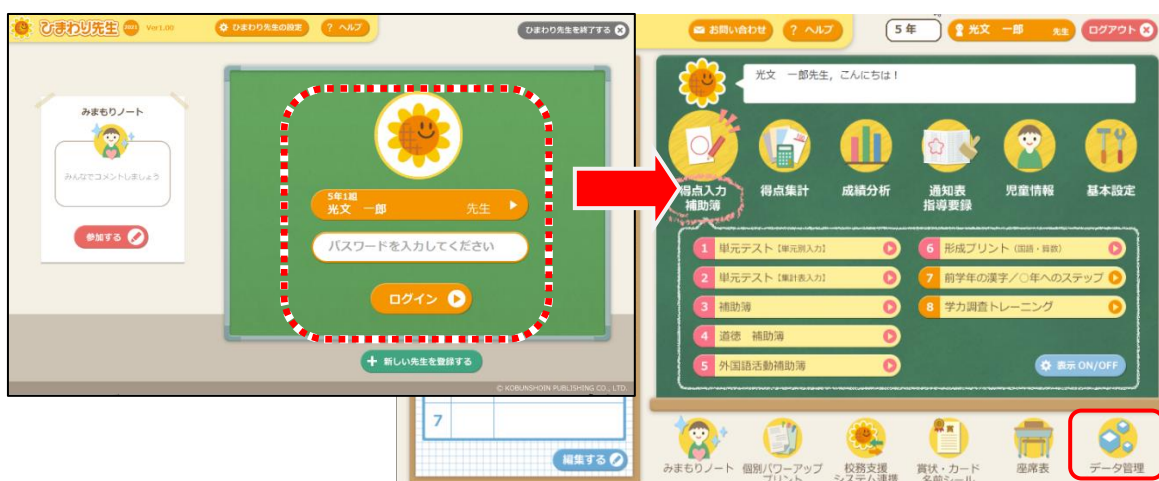 ひまわり先生 2023 Ver1.00
ひまわり先生の設定
? ヘルプ
ひまわり先生を終了する
みまもりノート
みんなでコメントしましょう
参加する
5年1組
光文 一郎 先生
パスワードを入力してください
ログイン
+ 新しい先生を登録する
© KOBUNSHOIN PUBLISHING CO., LTD.
お問い合わせ
? ヘルプ
5年
光文 一郎 先生
ログアウト
光文 一郎先生，こんにちは！
得点入力
補助簿
得点集計
成績分析
通知表
指導要録
児童情報
基本設定
1 単元テスト【単元別入力】
2 単元テスト【集計表入力】
3 補助簿
4 道徳 補助簿
5 外国語活動補助簿
6 形成プリント（国語・算数）
7 前学年の漢字／○年へのステップ
8 学力調査トレーニング
表示 ON/OFF
7
編集する
みまもりノート
個別パワーアップ
プリント
校務支援
システム連携
賞状・カード
名前シール
座席表
データ管理